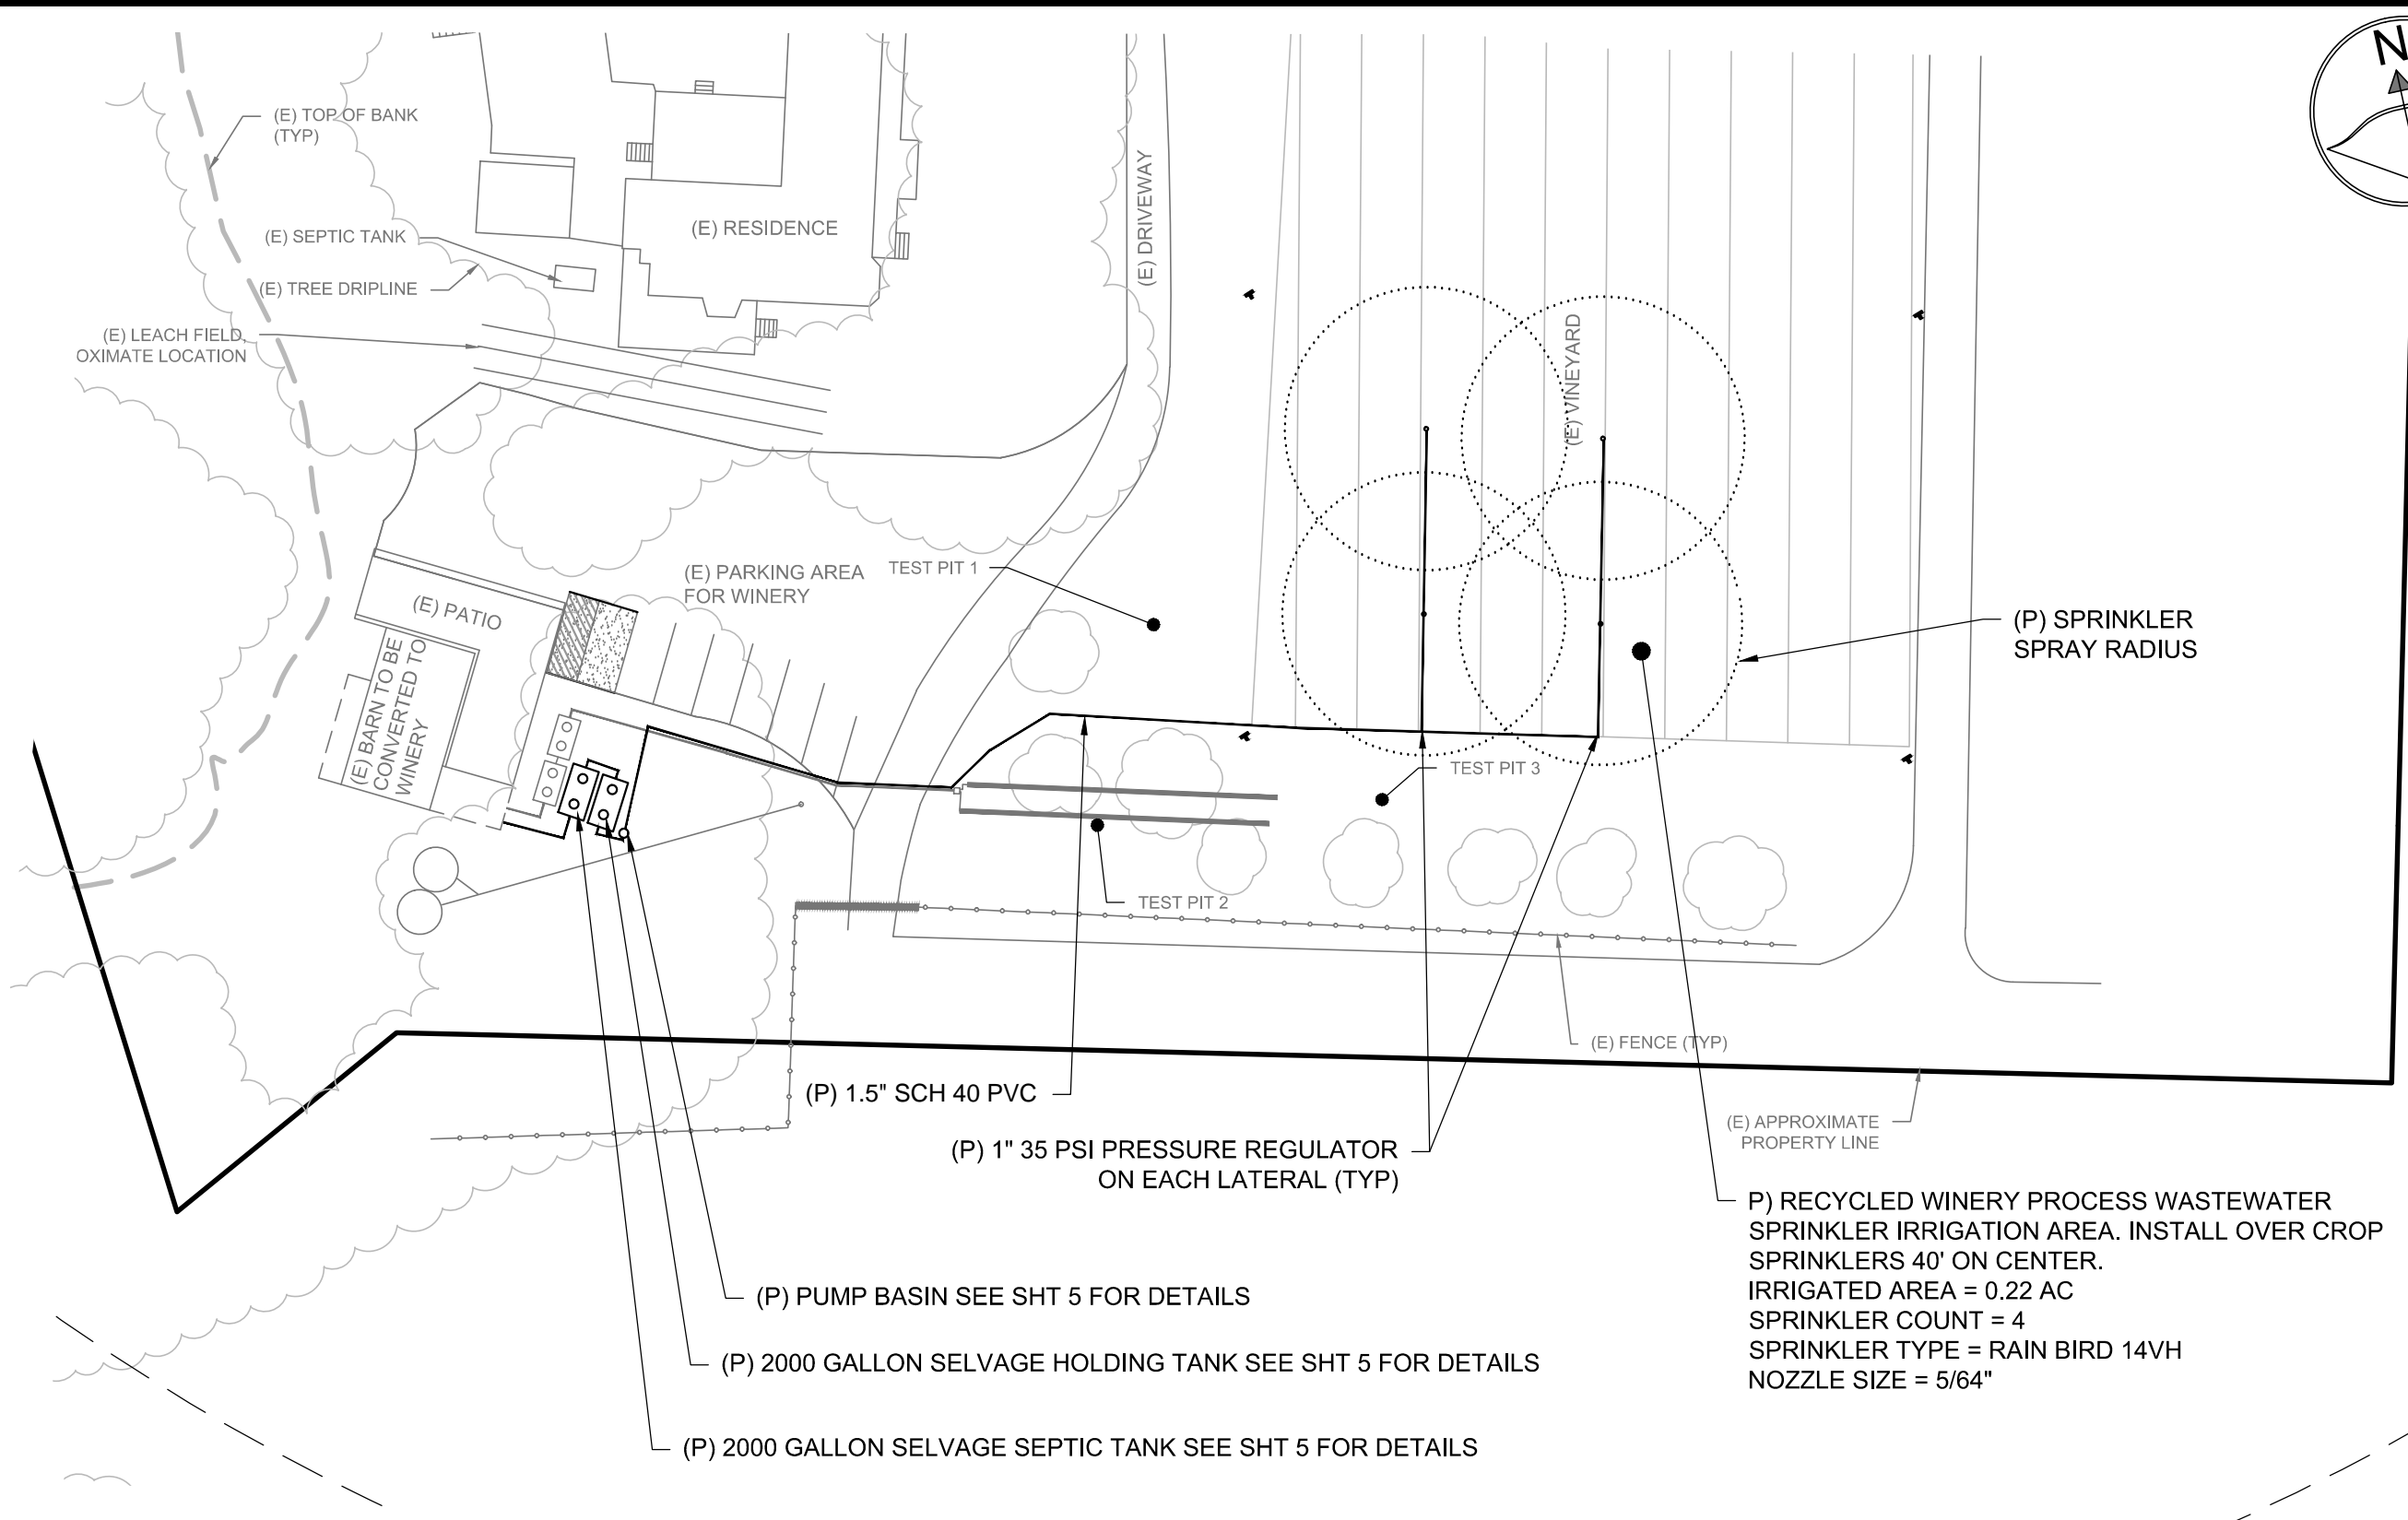 N
(E) TOP OF BANK
(TYP)
(E) SEPTIC TANK
(E) RESIDENCE
(E) TREE DRIPLINE
(E) LEACH FIELD,
OXIMATE LOCATION
(E) DRIVEWAY
(E) VINEYARD
(E) PARKING AREA
FOR WINERY
TEST PIT 1
(E) PATIO
(E) BARN TO BE
CONVERTED TO
WINERY
(P) SPRINKLER
SPRAY RADIUS
TEST PIT 3
TEST PIT 2
(E) FENCE (TYP)
(P) 1.5" SCH 40 PVC
(E) APPROXIMATE
PROPERTY LINE
(P) 1" 35 PSI PRESSURE REGULATOR
ON EACH LATERAL (TYP)
P) RECYCLED WINERY PROCESS WASTEWATER
SPRINKLER IRRIGATION AREA. INSTALL OVER CROP
SPRINKLERS 40' ON CENTER.
IRRIGATED AREA = 0.22 AC
SPRINKLER COUNT = 4
SPRINKLER TYPE = RAIN BIRD 14VH
NOZZLE SIZE = 5/64"
(P) PUMP BASIN SEE SHT 5 FOR DETAILS
(P) 2000 GALLON SELVAGE HOLDING TANK SEE SHT 5 FOR DETAILS
(P) 2000 GALLON SELVAGE SEPTIC TANK SEE SHT 5 FOR DETAILS